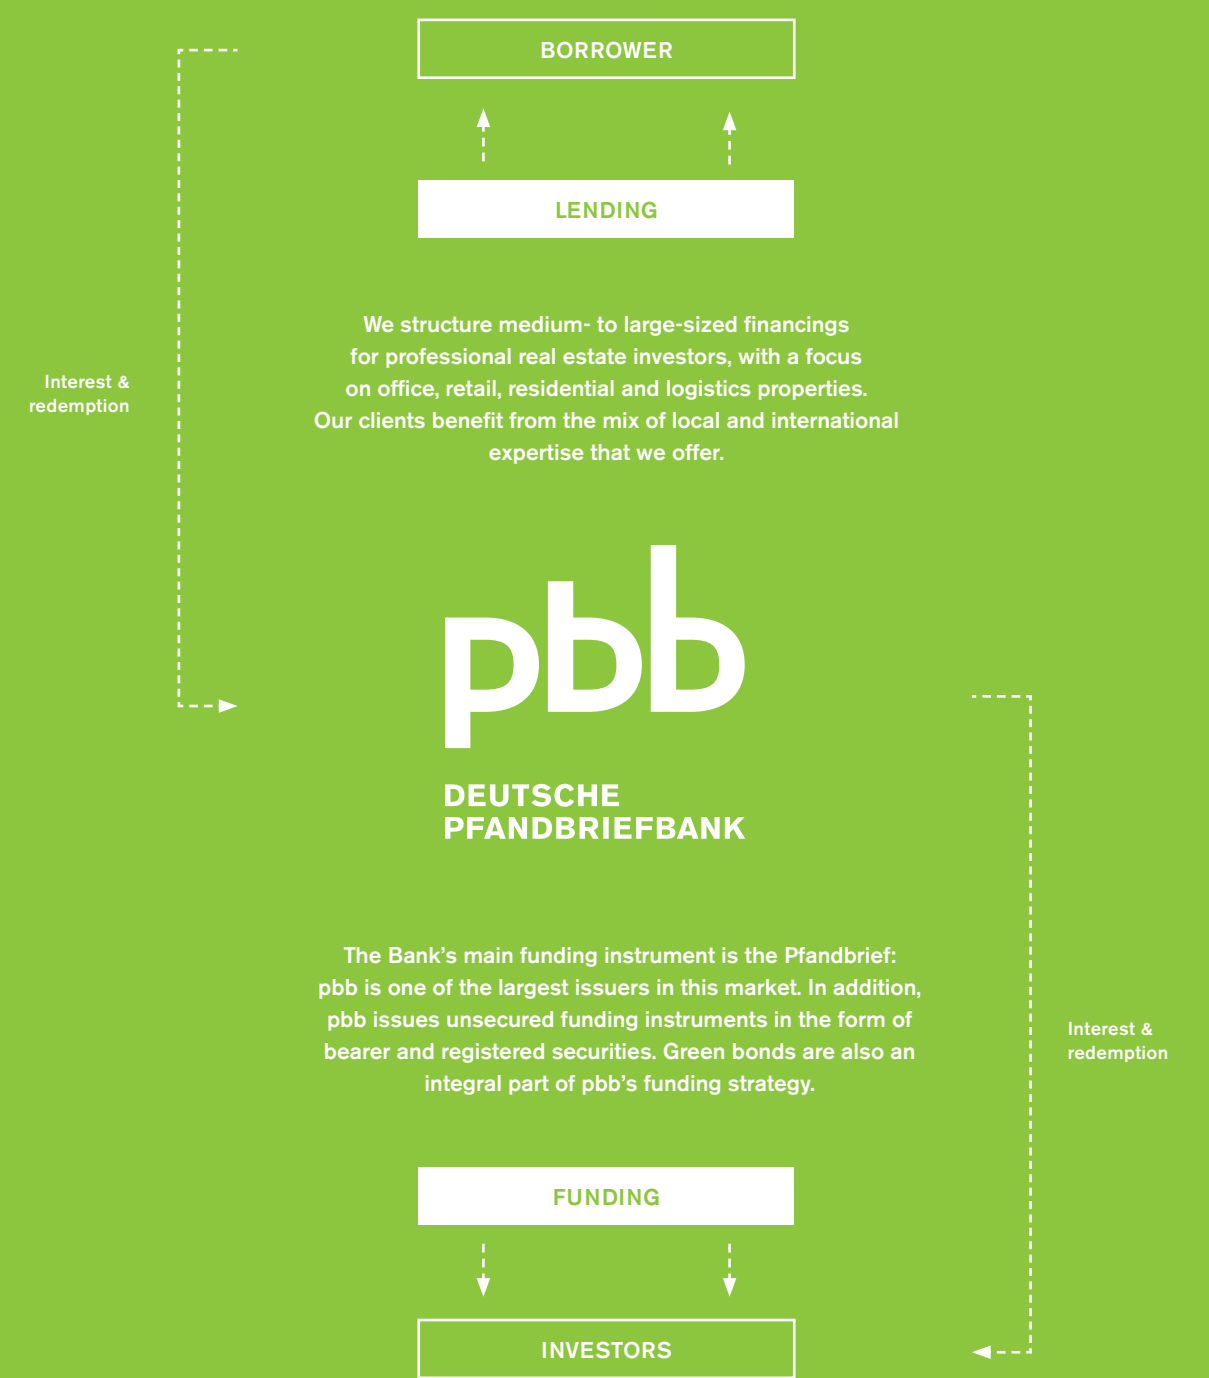 BORROWER
LENDING
We structure medium- to large-sized financings
for professional real estate investors, with a focus
on office, retail, residential and logistics properties.
Our clients benefit from the mix of local and international
expertise that we offer.
Interest &
redemption
pbb
DEUTSCHE
PFANDBRIEFBANK
The Bank’s main funding instrument is the Pfandbrief:
pbb is one of the largest issuers in this market. In addition,
pbb issues unsecured funding instruments in the form of
bearer and registered securities. Green bonds are also an
integral part of pbb’s funding strategy.
Interest &
redemption
FUNDING
INVESTORS